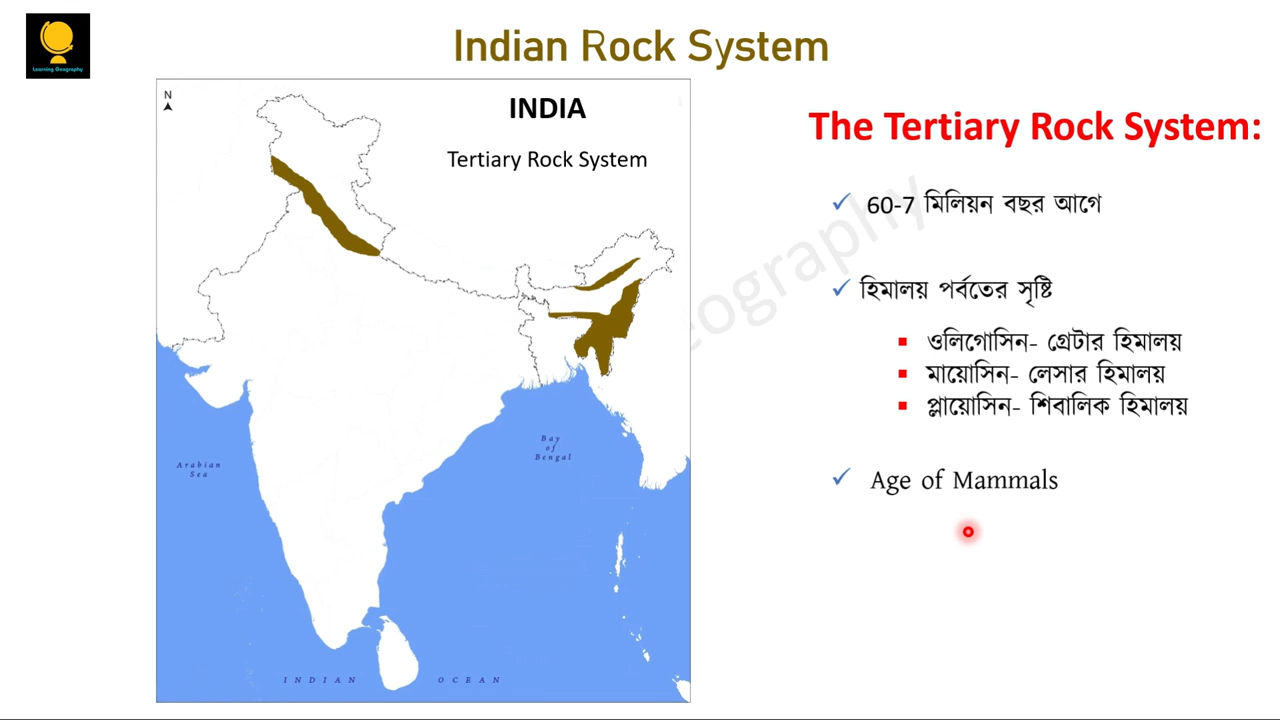 Learning Geography
Indian Rock System
N
INDIA
Tertiary Rock System
Arabian
Sea
Bay
of
Bengal
INDIAN OCEAN
eography
The Tertiary Rock System:
60-7 মিলিয়ন বছর আগে
হিমালয় পর্বতের সৃষ্টি
ওলিগোসিন- গ্রেটার হিমালয়
মায়োসিন- লেসার হিমালয়
প্লায়োসিন- শিবালিক হিমালয়
Age of Mammals